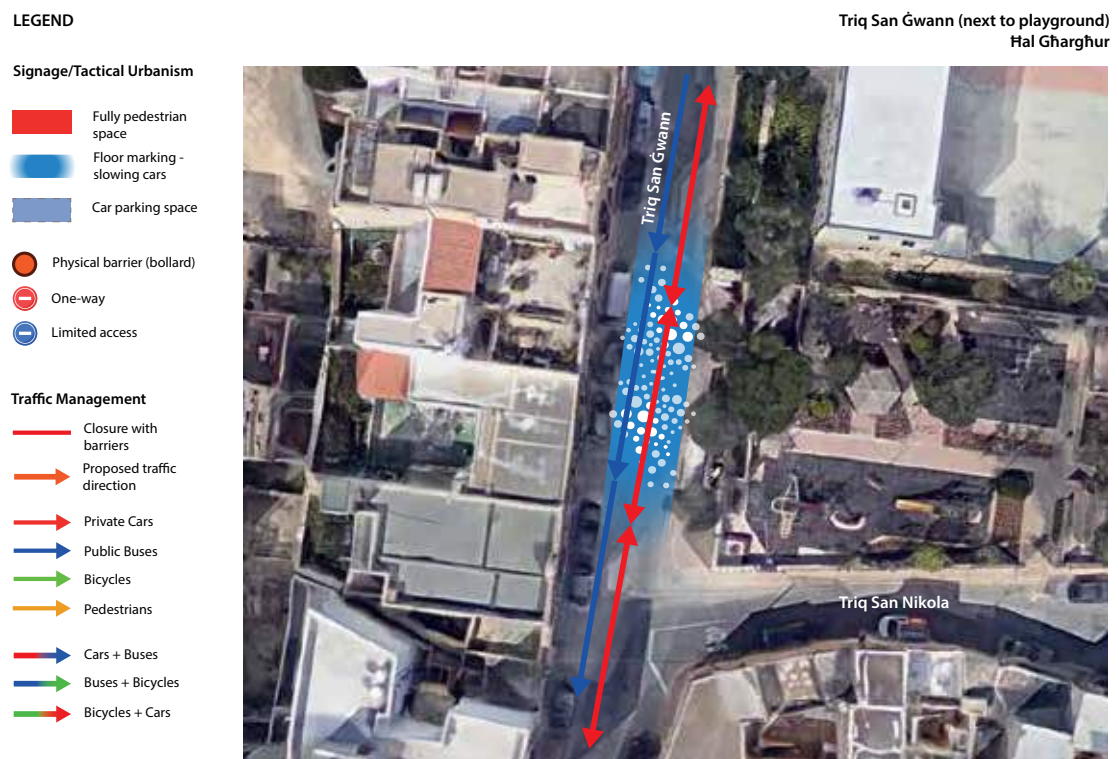 LEGEND
Triq San Ġwann (next to playground)
Ħal Għargħur
Signage/Tactical Urbanism
Fully pedestrian
space
Floor marking -
slowing cars
Car parking space
Physical barrier (bollard)
One-way
Limited access
Traffic Management
Closure with
barriers
Proposed traffic
direction
Private Cars
Public Buses
Bicycles
Pedestrians
Cars + Buses
Buses + Bicycles
Bicycles + Cars
Triq San Ġwann
Triq San Nikola